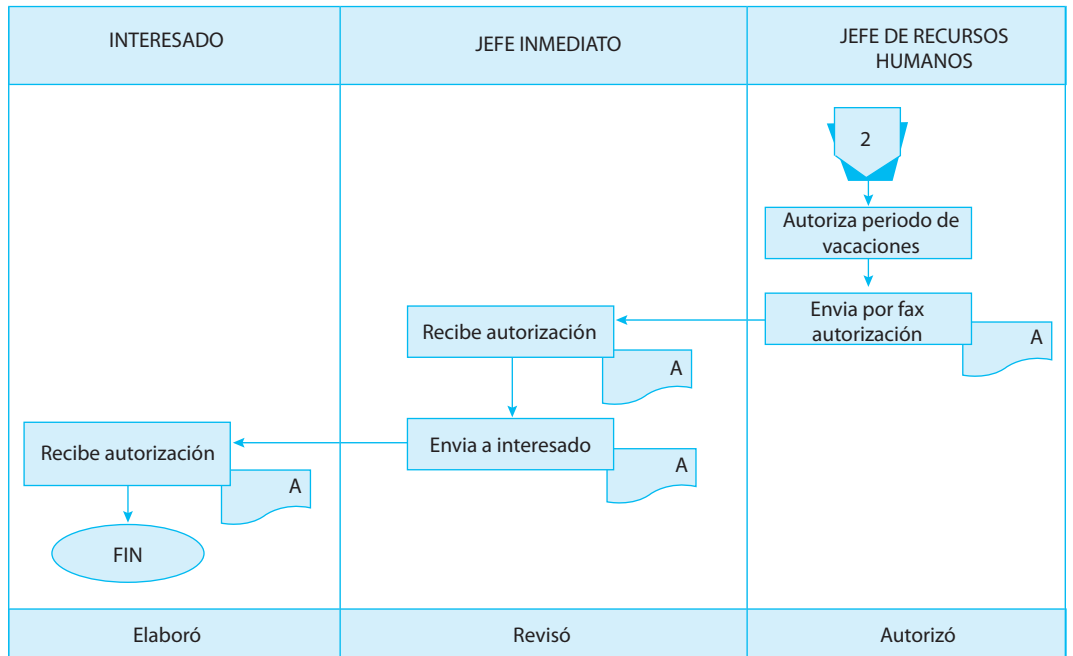 INTERESADO
JEFE INMEDIATO
JEFE DE RECURSOS
HUMANOS
2
Autoriza periodo de
vacaciones
Envia por fax
autorización
A
Recibe autorización
A
Envia a interesado
A
Recibe autorización
A
FIN
Elaboró
Revisó
Autorizó